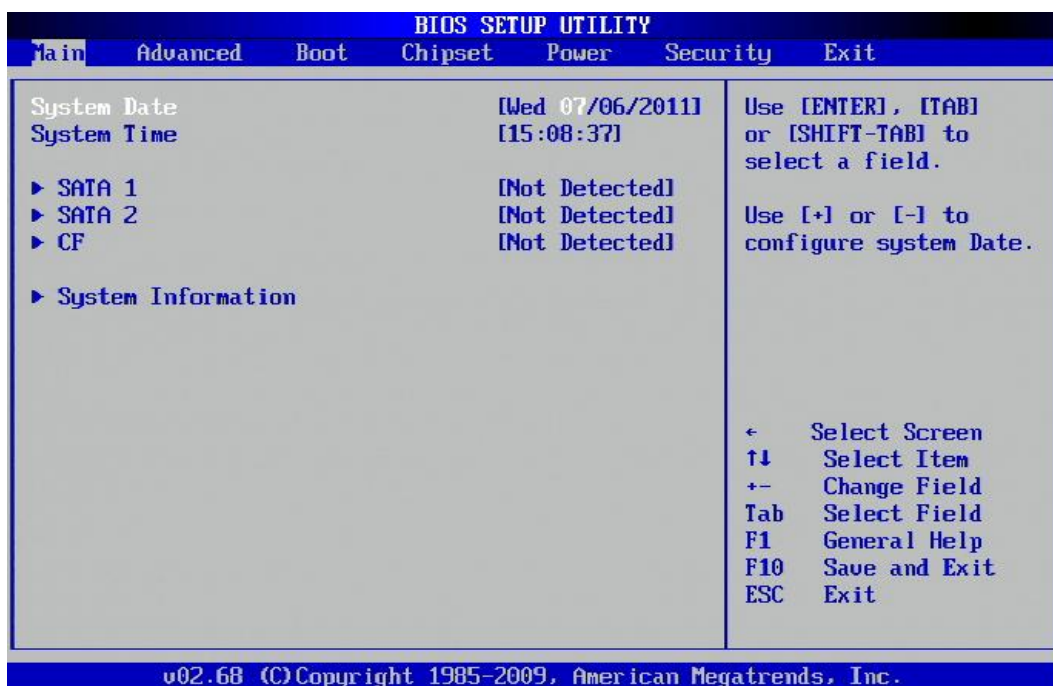 BIOS SETUP UTILITY
Main Advanced Boot Chipset Power Security Exit
System Date [Wed 07/06/2011]
System Time [15:08:37]
▶ SATA 1 [Not Detected]
▶ SATA 2 [Not Detected]
▶ CF [Not Detected]
▶ System Information
Use [ENTER], [TAB]
or [SHIFT-TAB] to
select a field.
Use [+] or [-] to
configure system Date.
← Select Screen
↑↓ Select Item
+- Change Field
Tab Select Field
F1 General Help
F10 Save and Exit
ESC Exit
v02.68 (C)Copyright 1985-2009, American Megatrends, Inc.